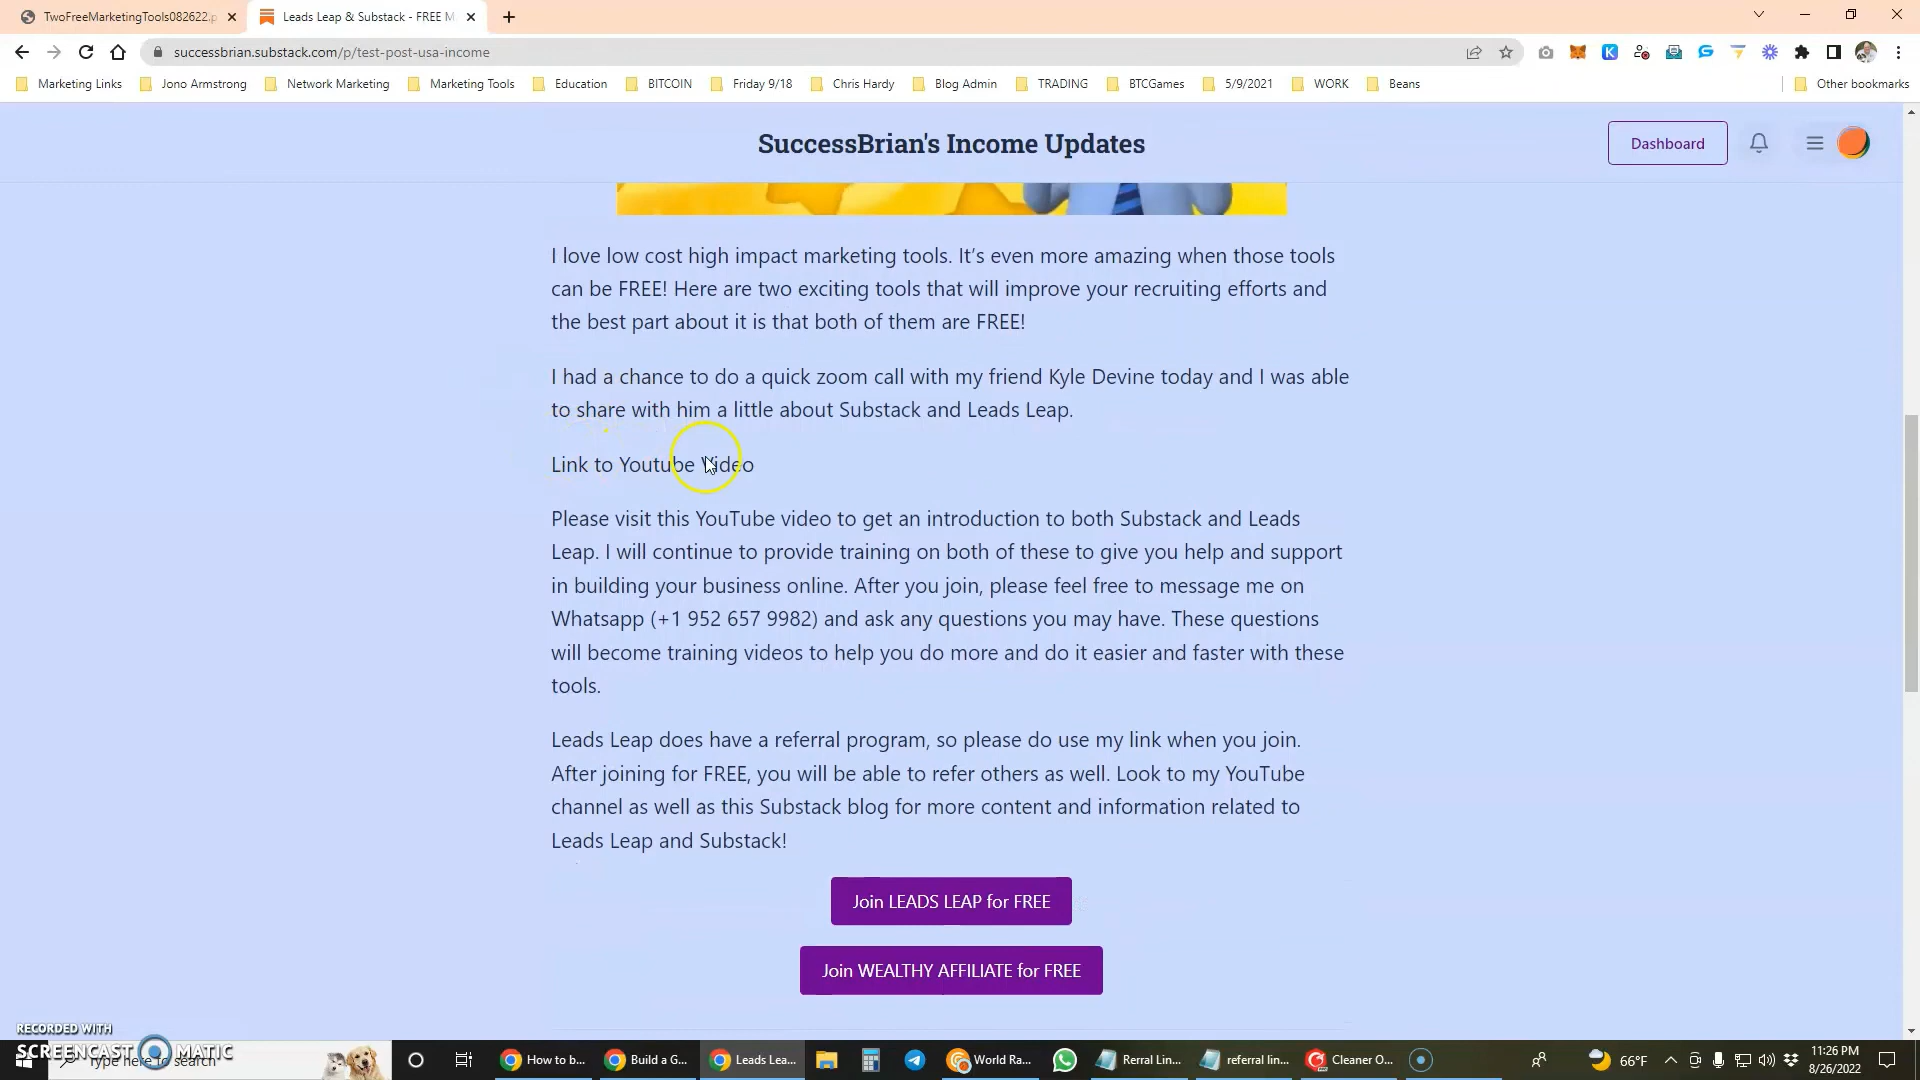 TwoFreeMarketingTools082622.p
Leads Leap & Substack - FREE M
successbrian.substack.com/p/test-post-usa-income
Marketing Links
Jono Armstrong
Network Marketing
Marketing Tools
Education
BITCOIN
Friday 9/18
Chris Hardy
Blog Admin
TRADING
BTCGames
5/9/2021
WORK
Beans
Other bookmarks
SuccessBrian's Income Updates
Dashboard
I love low cost high impact marketing tools. It’s even more amazing when those tools
can be FREE! Here are two exciting tools that will improve your recruiting efforts and
the best part about it is that both of them are FREE!
I had a chance to do a quick zoom call with my friend Kyle Devine today and I was able
to share with him a little about Substack and Leads Leap.
Link to Youtube Video
Please visit this YouTube video to get an introduction to both Substack and Leads
Leap. I will continue to provide training on both of these to give you help and support
in building your business online. After you join, please feel free to message me on
Whatsapp (+1 952 657 9982) and ask any questions you may have. These questions
will become training videos to help you do more and do it easier and faster with these
tools.
Leads Leap does have a referral program, so please do use my link when you join.
After joining for FREE, you will be able to refer others as well. Look to my YouTube
channel as well as this Substack blog for more content and information related to
Leads Leap and Substack!
Join LEADS LEAP for FREE
Join WEALTHY AFFILIATE for FREE
RECORDED WITH
SCREENCAST MATIC
Type here to search
How to b...
Build a G...
Leads Lea...
World Ra...
Rerral Lin...
referral lin...
Cleaner O...
66°F
11:26 PM
8/26/2022